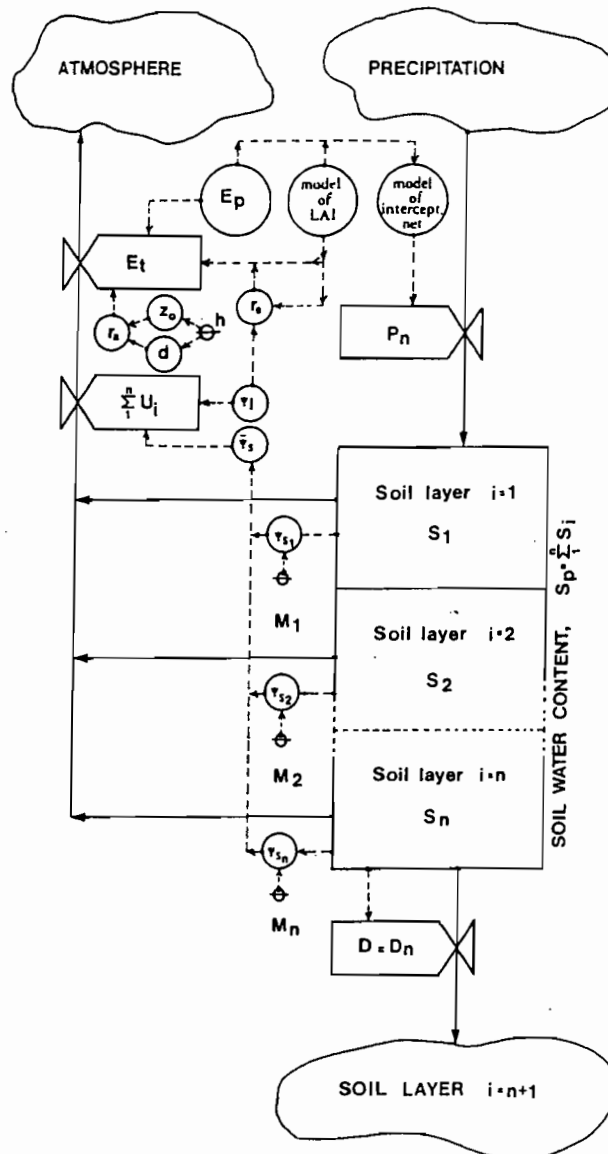 ATMOSPHERE
PRECIPITATION
Ep
model of LAI
model of intercept. net
Et
zo
h
ra
d
rs
Pn
n
Σ Ui
1
Ψl
Ψ̄s
Soil layer i=1
S1
ΨS1
M1
Soil layer i=2
S2
ΨS2
M2
Soil layer i=n
Sn
ΨSn
Mn
SOIL WATER CONTENT, Sp=Σ Si
D=Dn
SOIL LAYER i=n+1